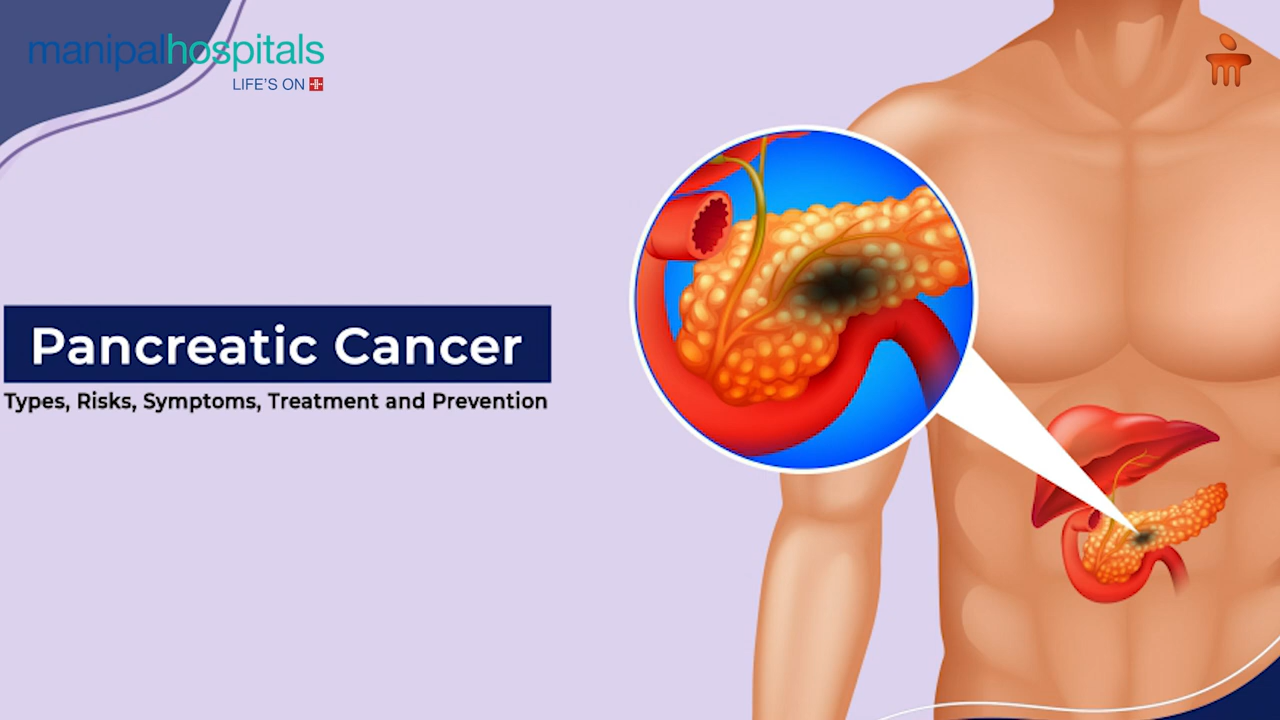 manipalhospitals
LIFE'S ON
Pancreatic Cancer
Types, Risks, Symptoms, Treatment and Prevention